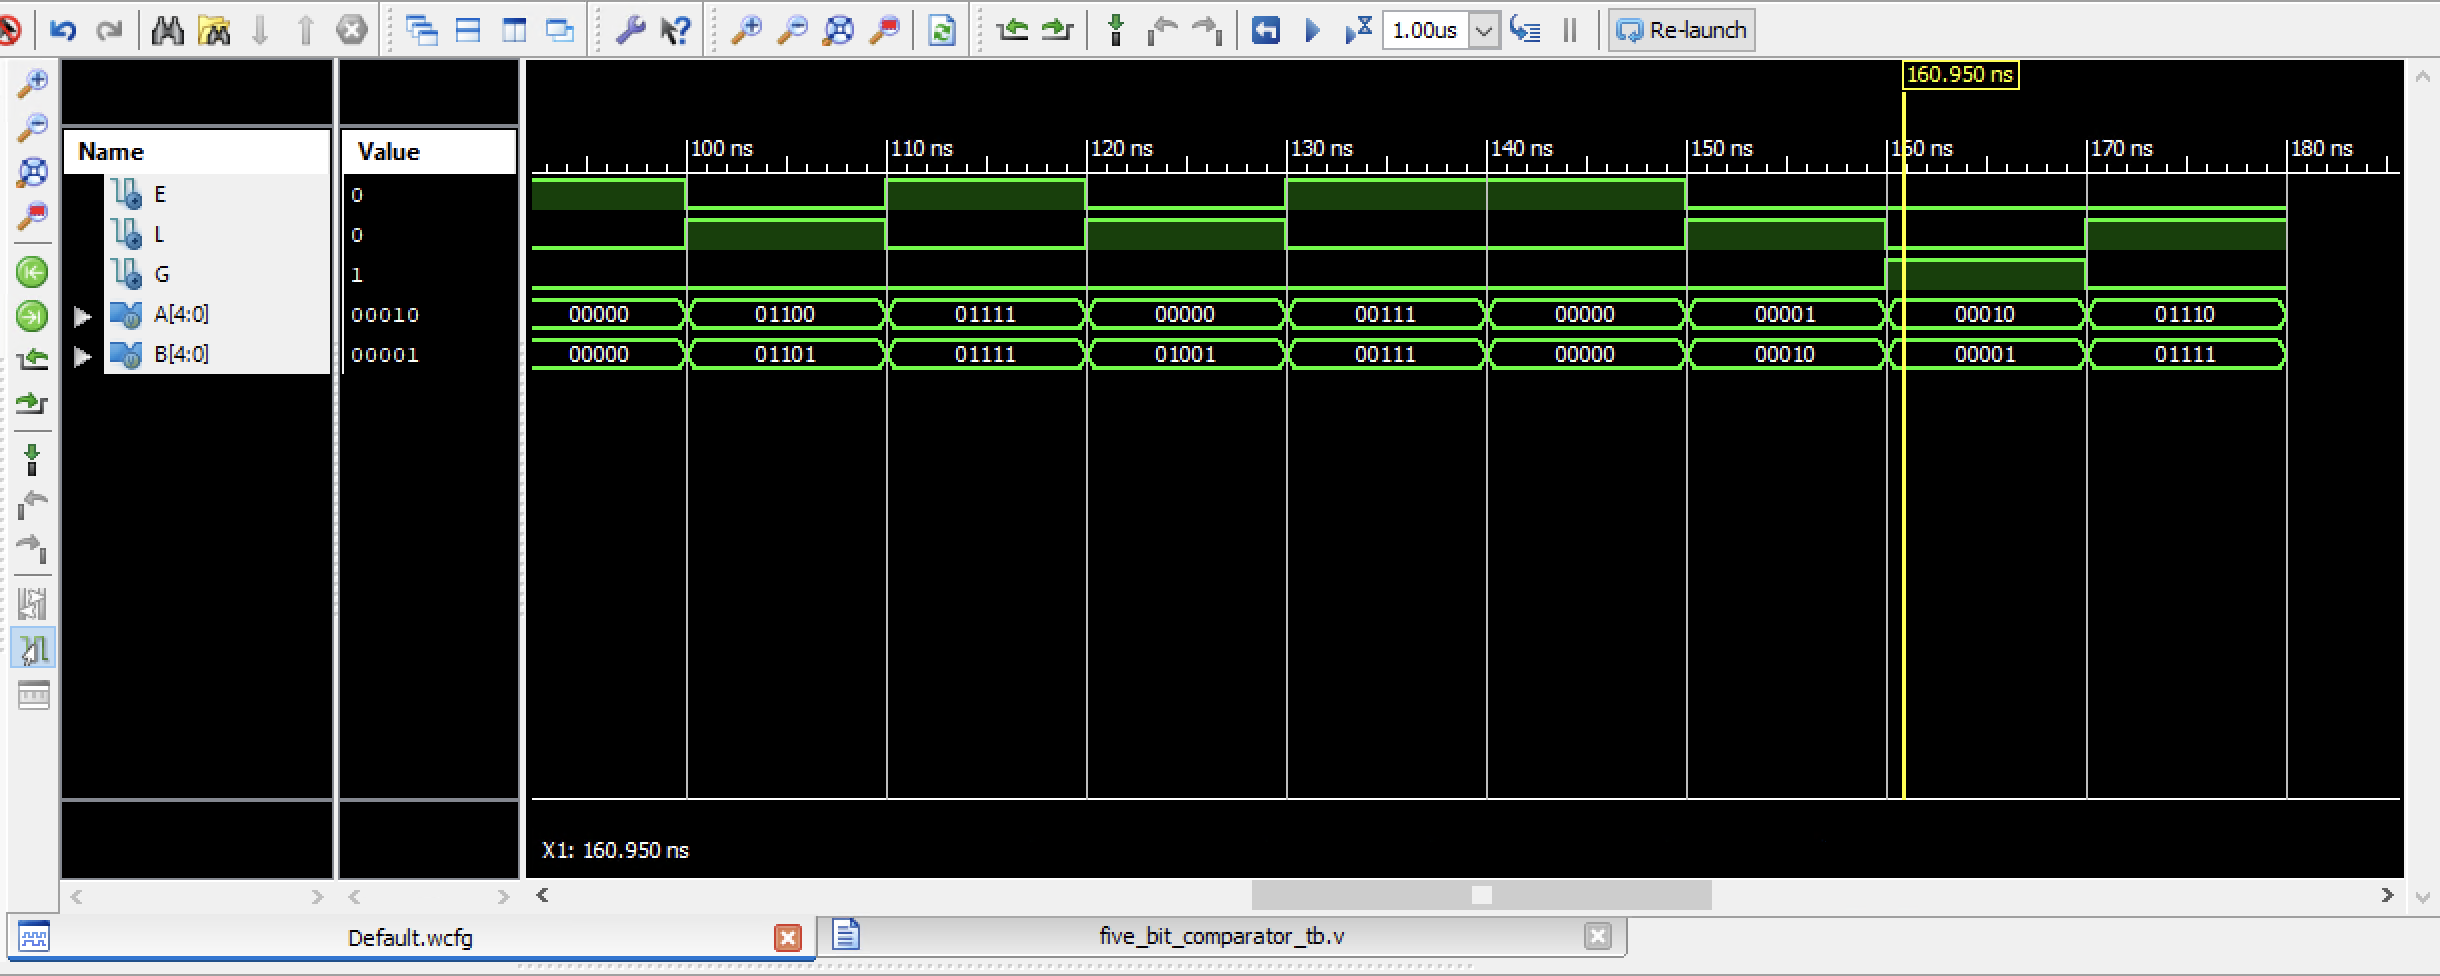 1.00us
Re-launch
160.950 ns
Name
Value
100 ns 110 ns 120 ns 130 ns 140 ns 150 ns 160 ns 170 ns 180 ns
E 0
L 0
G 1
A[4:0] 00010 00000 01100 01111 00000 00111 00000 00001 00010 01110
B[4:0] 00001 00000 01101 01111 01001 00111 00000 00010 00001 01111
X1: 160.950 ns
Default.wcfg
five_bit_comparator_tb.v